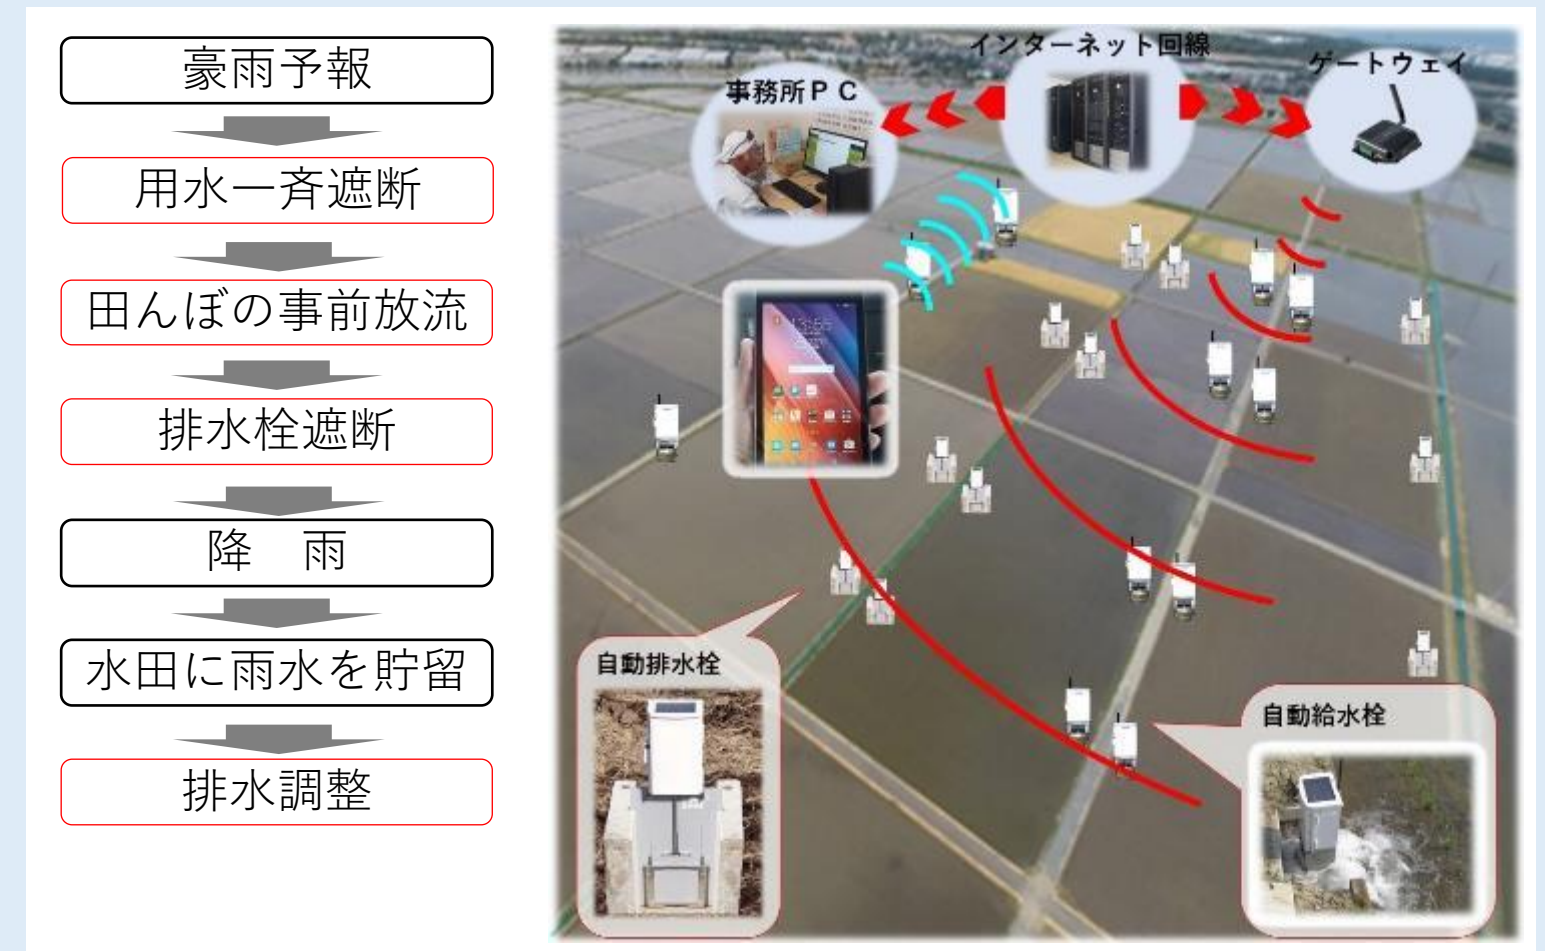 豪雨予報
用水一斉遮断
田んぼの事前放流
排水栓遮断
降　雨
水田に雨水を貯留
排水調整
インターネット回線
ゲートウェイ
事務所ＰＣ
13:56
自動排水栓
自動給水栓